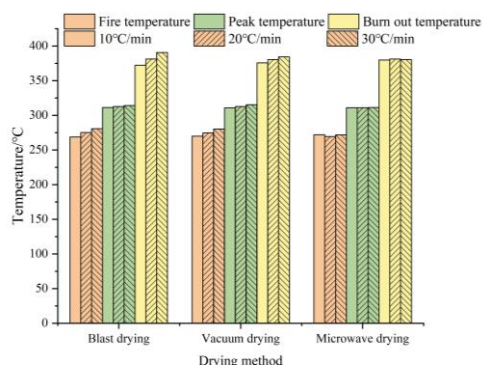 Fire temperature Peak temperature Burn out temperature
10℃/min 20℃/min 30℃/min
Temperature/℃
400
350
300
250
200
150
100
50
0
Blast drying Vacuum drying Microwave drying
Drying method